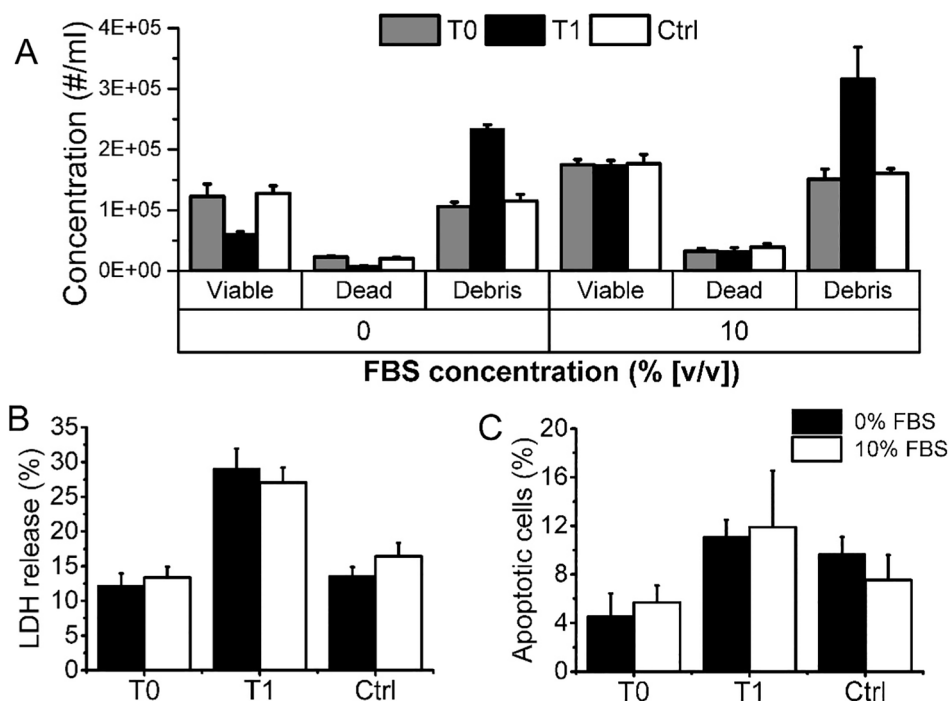 A
Concentration (#/ml)
4E+05
3E+05
2E+05
1E+05
0E+00
T0 T1 Ctrl
Viable Dead Debris Viable Dead Debris
0 10
FBS concentration (% [v/v])
B
LDH release (%)
35
30
25
20
15
10
5
0
T0 T1 Ctrl
C
Apoptotic cells (%)
20
16
12
8
4
0
0% FBS
10% FBS
T0 T1 Ctrl